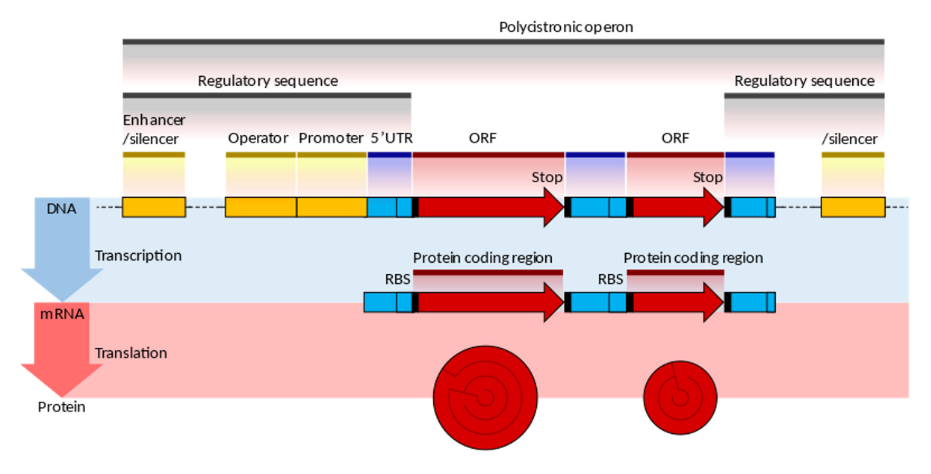 Polycistronic operon
Regulatory sequence
Regulatory sequence
Enhancer
/silencer
Operator
Promoter
5’UTR
ORF
ORF
/silencer
Stop
Stop
DNA
Transcription
Protein coding region
Protein coding region
RBS
RBS
mRNA
Translation
Protein